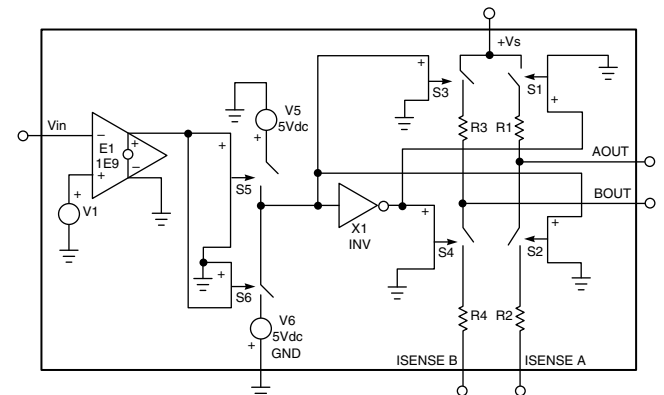 +Vs
+
S3
+
S1
V5
5Vdc
+
R3
R1
Vin
−
E1
1E9
+
+
−
+
V1
+
S5
AOUT
BOUT
X1
INV
+
S4
+
S2
+
S6
V6
5Vdc
+
GND
R4
R2
ISENSE B
ISENSE A